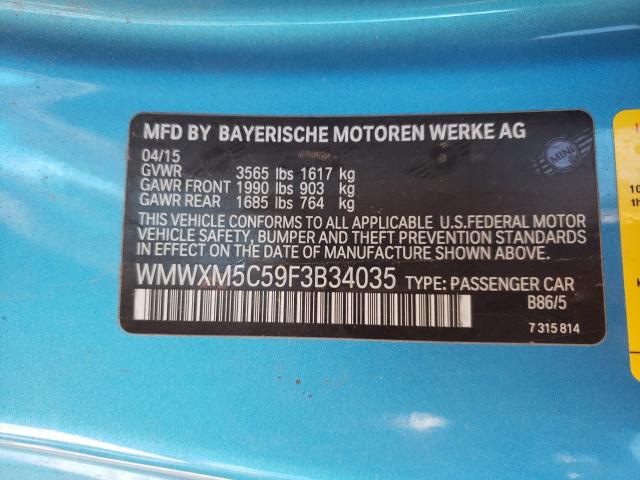 MFD BY BAYERISCHE MOTOREN WERKE AG
04/15
GVWR 3565 lbs 1617 kg
GAWR FRONT 1990 lbs 903 kg
GAWR REAR 1685 lbs 764 kg
THIS VEHICLE CONFORMS TO ALL APPLICABLE U.S.FEDERAL MOTOR
VEHICLE SAFETY, BUMPER AND THEFT PREVENTION STANDARDS
IN EFFECT ON THE DATE OF MANUFACTURE SHOWN ABOVE.
WMWXM5C59F3B34035 TYPE: PASSENGER CAR
B86/5
7 315 814
MINI
10
th